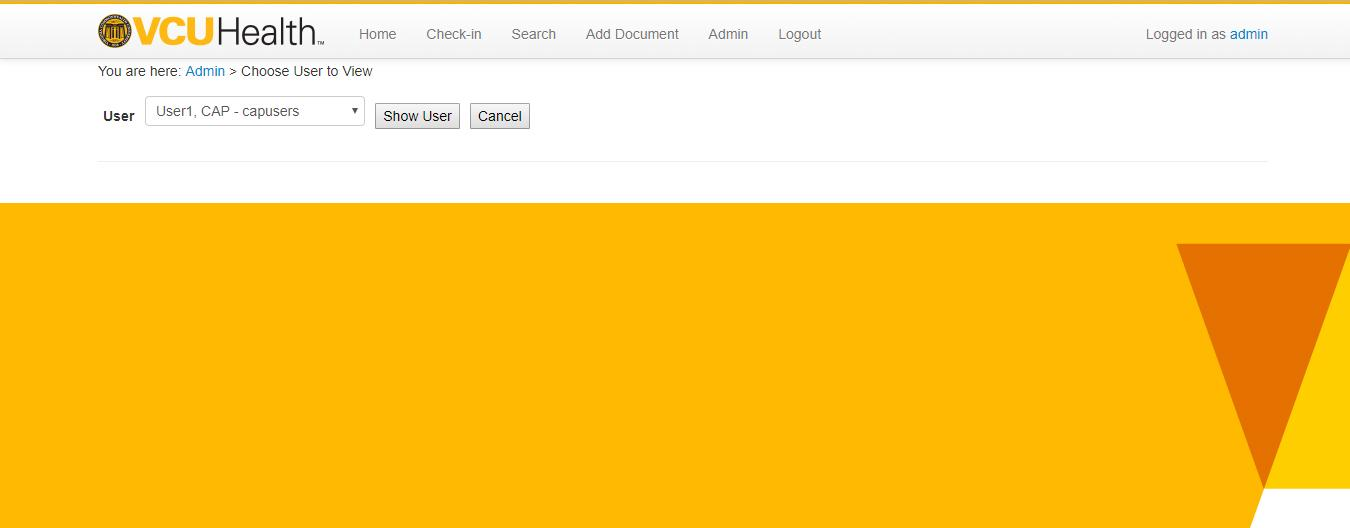 VCUHealth™ Home Check-in Search Add Document Admin Logout Logged in as admin
You are here: Admin > Choose User to View
User User1, CAP - capusers Show User Cancel